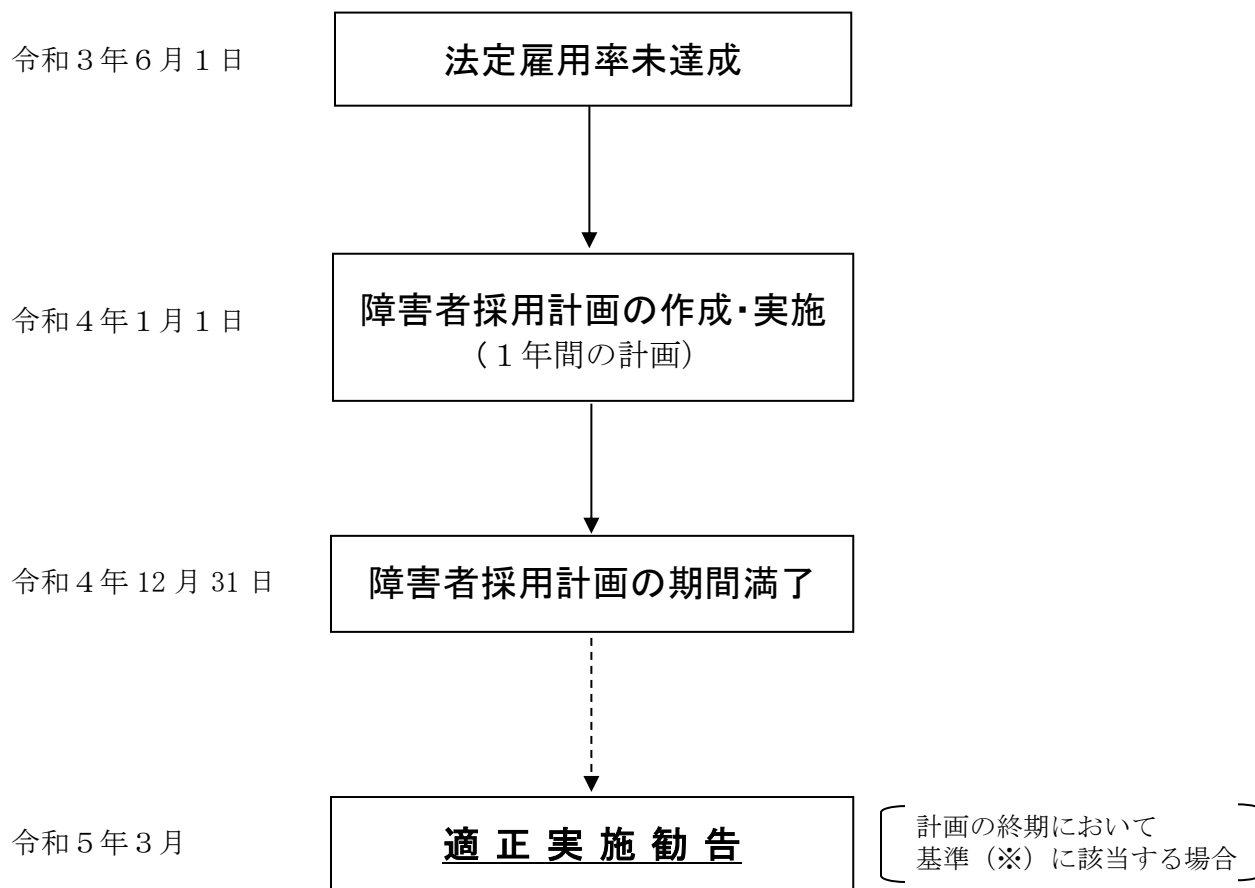 令和３年６月１日
法定雇用率未達成
令和４年１月１日
障害者採用計画の作成・実施
（１年間の計画）
令和４年 12 月 31 日
障害者採用計画の期間満了
令和５年３月
適 正 実 施 勧 告
計画の終期において
基準（※）に該当する場合